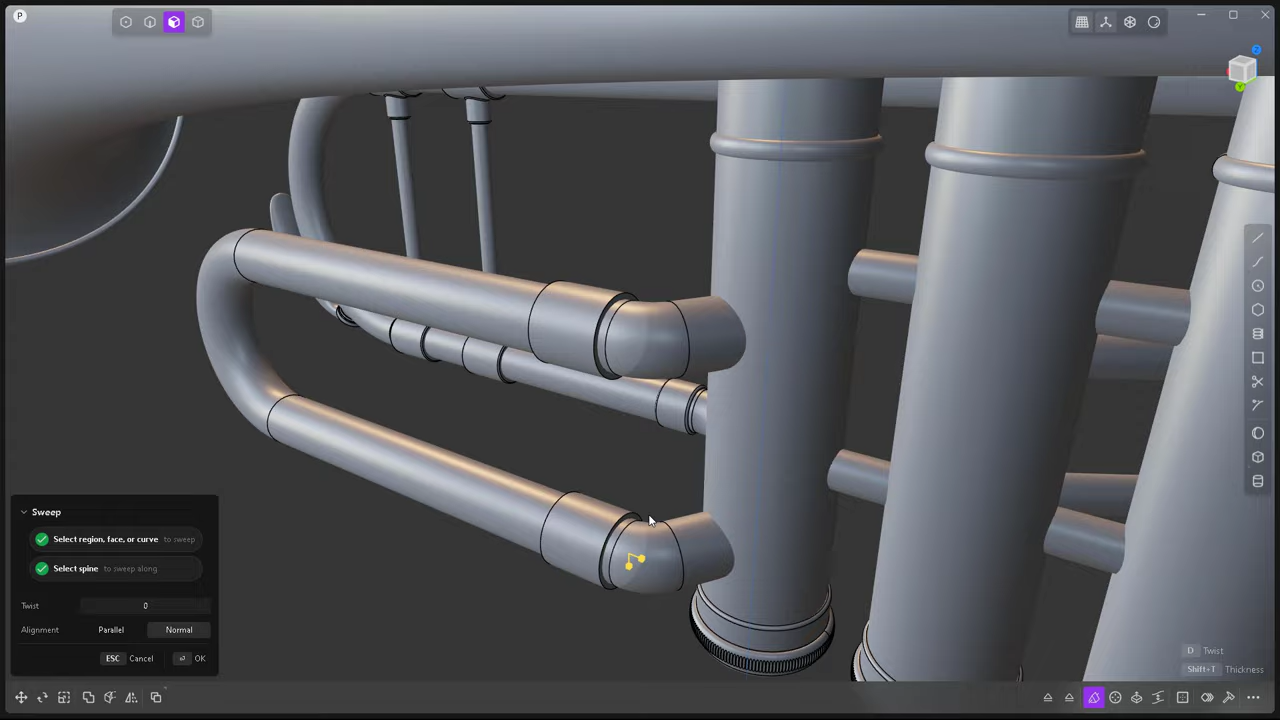 P
Z
Y
Sweep
Select region, face, or curve to sweep
Select spine to sweep along
Twist 0
Alignment Parallel Normal
ESC Cancel OK
D Twist
Shift+T Thickness